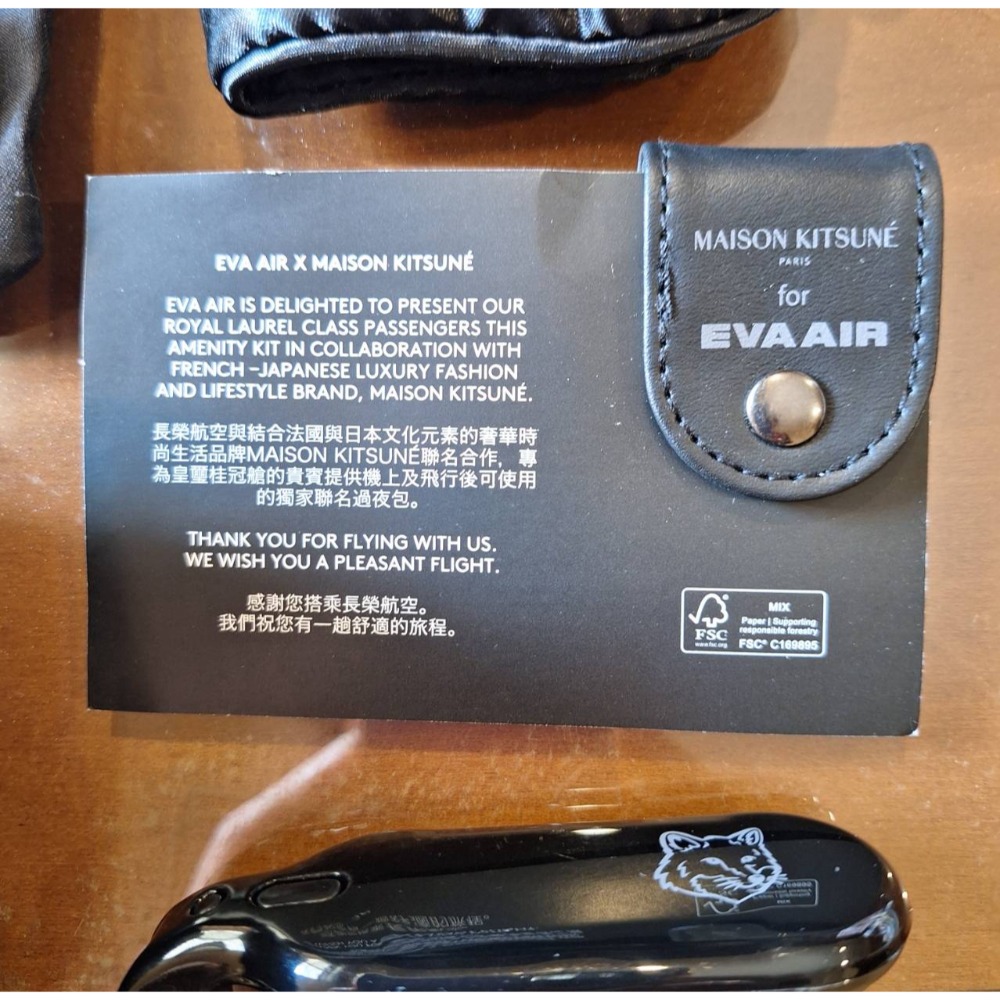 EVA AIR X MAISON KITSUNÉ
EVA AIR IS DELIGHTED TO PRESENT OUR
ROYAL LAUREL CLASS PASSENGERS THIS
AMENITY KIT IN COLLABORATION WITH
FRENCH –JAPANESE LUXURY FASHION
AND LIFESTYLE BRAND, MAISON KITSUNÉ.
長榮航空與結合法國與日本文化元素的奢華時
尚生活品牌MAISON KITSUNÉ聯名合作，專
為皇璽桂冠艙的貴賓提供機上及飛行後可使用
的獨家聯名過夜包。
THANK YOU FOR FLYING WITH US.
WE WISH YOU A PLEASANT FLIGHT.
感謝您搭乘長榮航空。
我們祝您有一趟舒適的旅程。
MAISON KITSUNÉ
PARIS
for
EVA AIR
FSC
www.fsc.org
MIX
Paper | Supporting
responsible forestry
FSC® C169895